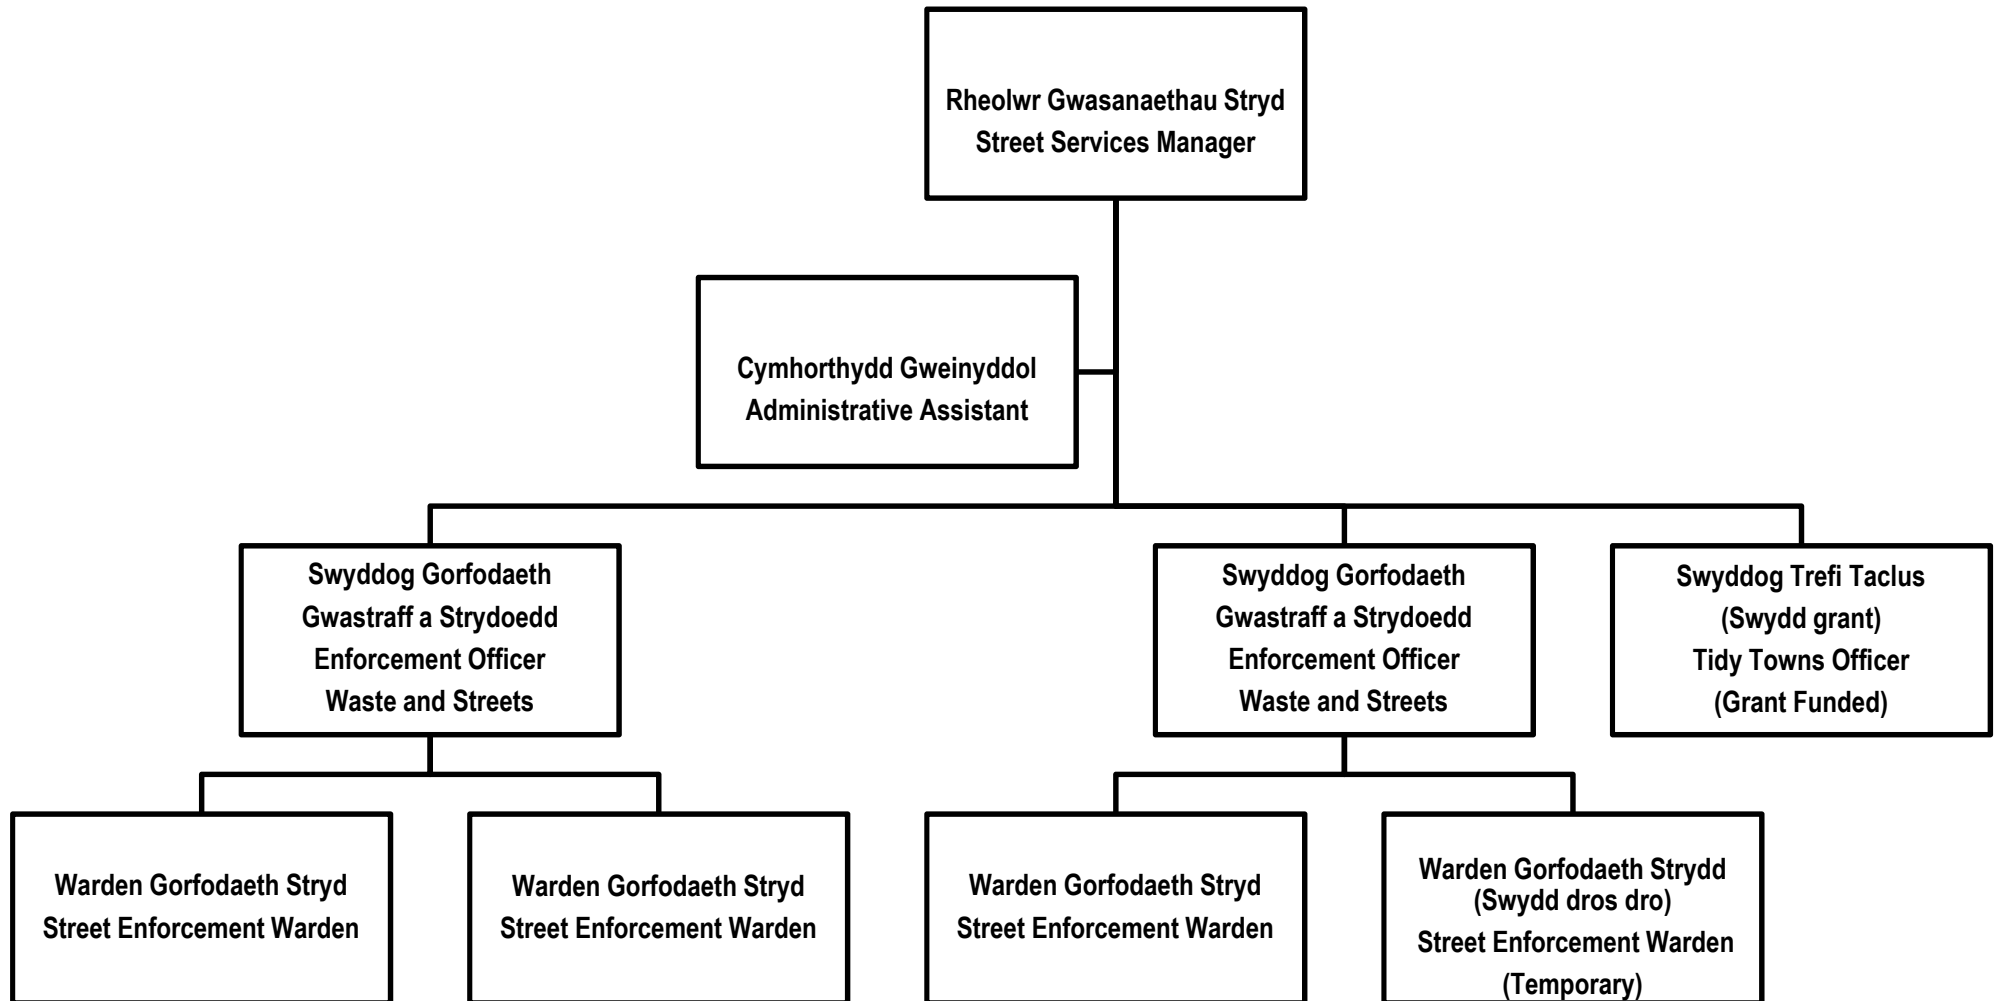 Rheolwr Gwasanaethau Stryd
Street Services Manager
Cymhorthydd Gweinyddol
Administrative Assistant
Swyddog Gorfodaeth
Gwastraff a Strydoedd
Enforcement Officer
Waste and Streets
Swyddog Gorfodaeth
Gwastraff a Strydoedd
Enforcement Officer
Waste and Streets
Swyddog Trefi Taclus
(Swydd grant)
Tidy Towns Officer
(Grant Funded)
Warden Gorfodaeth Stryd
Street Enforcement Warden
Warden Gorfodaeth Stryd
Street Enforcement Warden
Warden Gorfodaeth Stryd
Street Enforcement Warden
Warden Gorfodaeth Strydd
(Swydd dros dro)
Street Enforcement Warden
(Temporary)